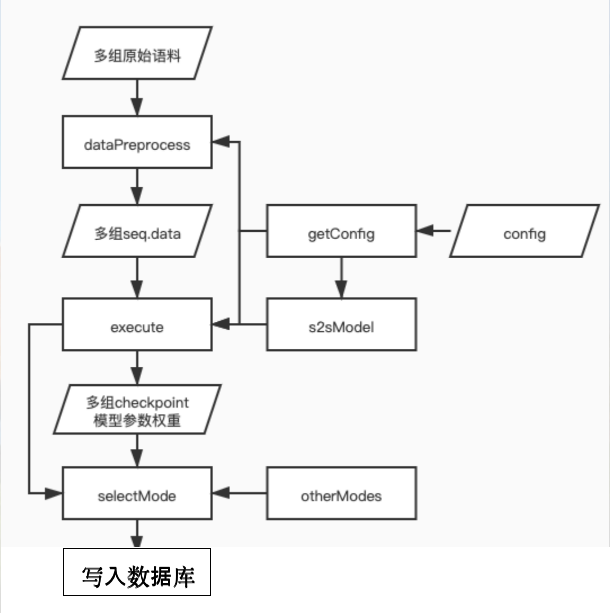 多组原始语料
dataPreprocess
多组seq.data
getConfig
config
execute
s2sModel
多组checkpoint
模型参数权重
selectMode
otherModes
写入数据库